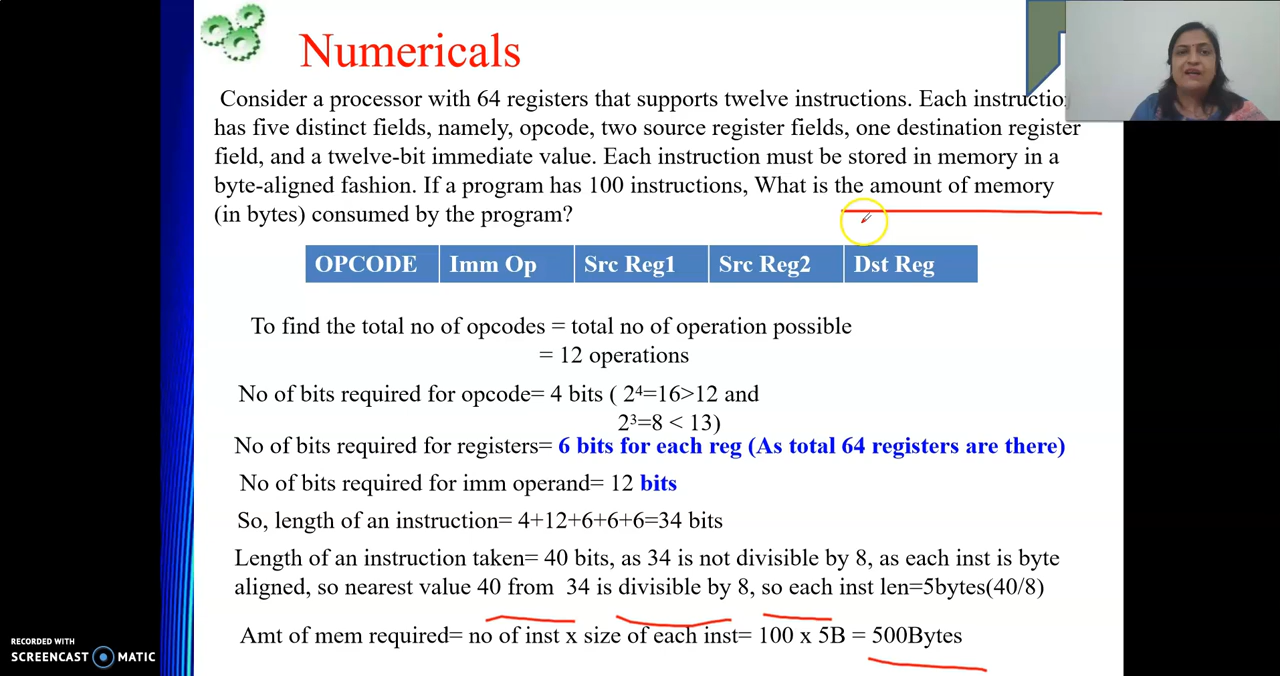 Numericals
Consider a processor with 64 registers that supports twelve instructions. Each instruction
has five distinct fields, namely, opcode, two source register fields, one destination register
field, and a twelve-bit immediate value. Each instruction must be stored in memory in a
byte-aligned fashion. If a program has 100 instructions, What is the amount of memory
(in bytes) consumed by the program?
OPCODE Imm Op Src Reg1 Src Reg2 Dst Reg
To find the total no of opcodes = total no of operation possible
= 12 operations
No of bits required for opcode= 4 bits ( 2⁴=16>12 and
2³=8 < 13)
No of bits required for registers= 6 bits for each reg (As total 64 registers are there)
No of bits required for imm operand= 12 bits
So, length of an instruction= 4+12+6+6+6=34 bits
Length of an instruction taken= 40 bits, as 34 is not divisible by 8, as each inst is byte
aligned, so nearest value 40 from 34 is divisible by 8, so each inst len=5bytes(40/8)
Amt of mem required= no of inst x size of each inst= 100 x 5B = 500Bytes
RECORDED WITH
SCREENCAST MATIC